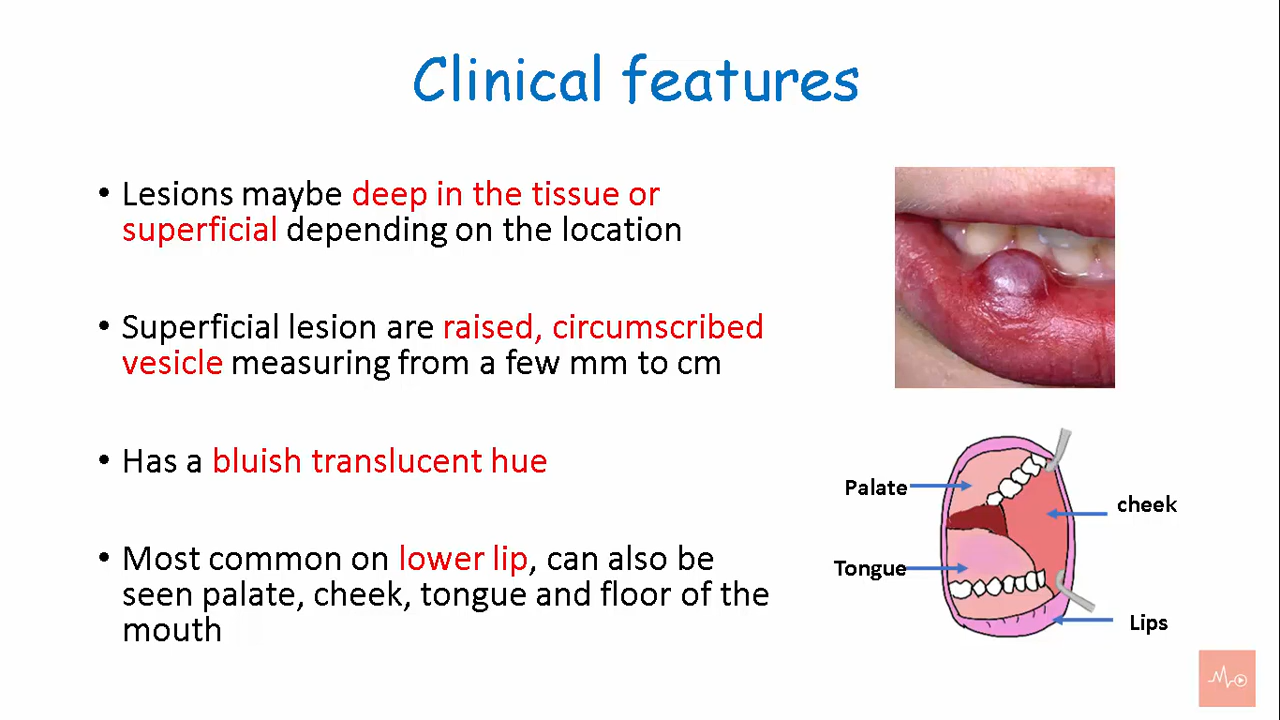 Clinical features
• Lesions maybe deep in the tissue or
superficial depending on the location
• Superficial lesion are raised, circumscribed
vesicle measuring from a few mm to cm
• Has a bluish translucent hue
• Most common on lower lip, can also be
seen palate, cheek, tongue and floor of the
mouth
Palate
cheek
Tongue
Lips